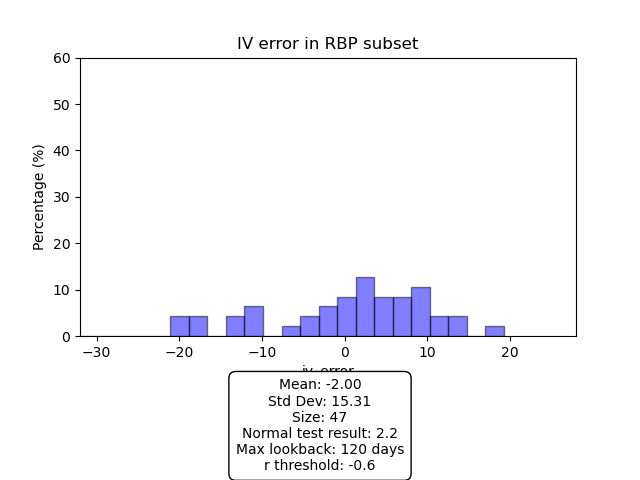 IV error in RBP subset
60
50
40
30
20
10
0
Percentage (%)
−30
−20
−10
0
10
20
iv_error
Mean: -2.00
Std Dev: 15.31
Size: 47
Normal test result: 2.2
Max lookback: 120 days
r threshold: -0.6